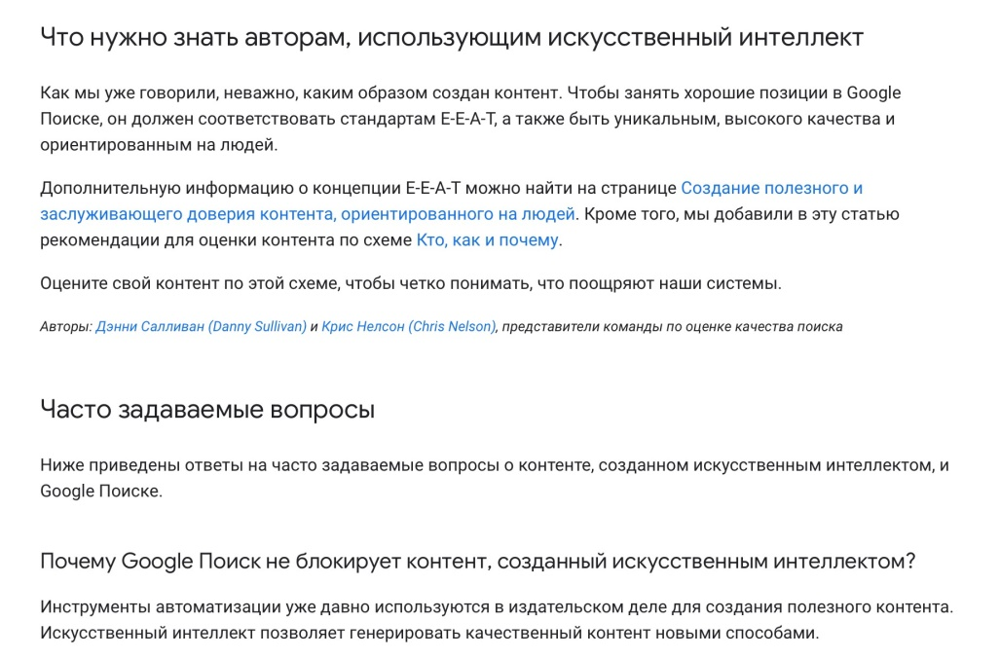 Что нужно знать авторам, использующим искусственный интеллект
Как мы уже говорили, неважно, каким образом создан контент. Чтобы занять хорошие позиции в Google
Поиске, он должен соответствовать стандартам E-E-A-T, а также быть уникальным, высокого качества и
ориентированным на людей.
Дополнительную информацию о концепции E-E-A-T можно найти на странице Создание полезного и
заслуживающего доверия контента, ориентированного на людей. Кроме того, мы добавили в эту статью
рекомендации для оценки контента по схеме Кто, как и почему.
Оцените свой контент по этой схеме, чтобы четко понимать, что поощряют наши системы.
Авторы: Дэнни Салливан (Danny Sullivan) и Крис Нелсон (Chris Nelson), представители команды по оценке качества поиска
Часто задаваемые вопросы
Ниже приведены ответы на часто задаваемые вопросы о контенте, созданном искусственным интеллектом, и
Google Поиске.
Почему Google Поиск не блокирует контент, созданный искусственным интеллектом?
Инструменты автоматизации уже давно используются в издательском деле для создания полезного контента.
Искусственный интеллект позволяет генерировать качественный контент новыми способами.